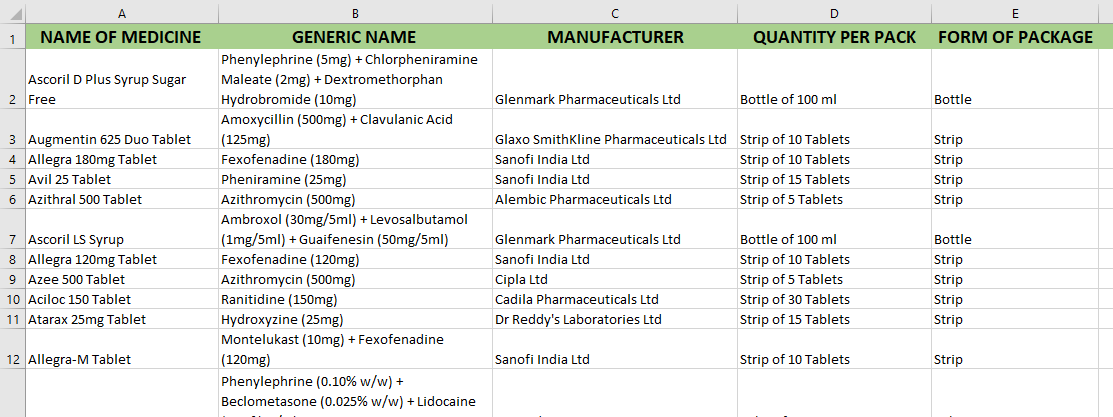 A B C D E
1 NAME OF MEDICINE GENERIC NAME MANUFACTURER QUANTITY PER PACK FORM OF PACKAGE
Phenylephrine (5mg) + Chlorpheniramine
Ascoril D Plus Syrup Sugar Maleate (2mg) + Dextromethorphan
2 Free Hydrobromide (10mg) Glenmark Pharmaceuticals Ltd Bottle of 100 ml Bottle
Amoxycillin (500mg) + Clavulanic Acid
3 Augmentin 625 Duo Tablet (125mg) Glaxo SmithKline Pharmaceuticals Ltd Strip of 10 Tablets Strip
4 Allegra 180mg Tablet Fexofenadine (180mg) Sanofi India Ltd Strip of 10 Tablets Strip
5 Avil 25 Tablet Pheniramine (25mg) Sanofi India Ltd Strip of 15 Tablets Strip
6 Azithral 500 Tablet Azithromycin (500mg) Alembic Pharmaceuticals Ltd Strip of 5 Tablets Strip
Ambroxol (30mg/5ml) + Levosalbutamol
7 Ascoril LS Syrup (1mg/5ml) + Guaifenesin (50mg/5ml) Glenmark Pharmaceuticals Ltd Bottle of 100 ml Bottle
8 Allegra 120mg Tablet Fexofenadine (120mg) Sanofi India Ltd Strip of 10 Tablets Strip
9 Azee 500 Tablet Azithromycin (500mg) Cipla Ltd Strip of 5 Tablets Strip
10 Aciloc 150 Tablet Ranitidine (150mg) Cadila Pharmaceuticals Ltd Strip of 30 Tablets Strip
11 Atarax 25mg Tablet Hydroxyzine (25mg) Dr Reddy's Laboratories Ltd Strip of 15 Tablets Strip
Montelukast (10mg) + Fexofenadine
12 Allegra-M Tablet (120mg) Sanofi India Ltd Strip of 10 Tablets Strip
Phenylephrine (0.10% w/w) +
Beclometasone (0.025% w/w) + Lidocaine